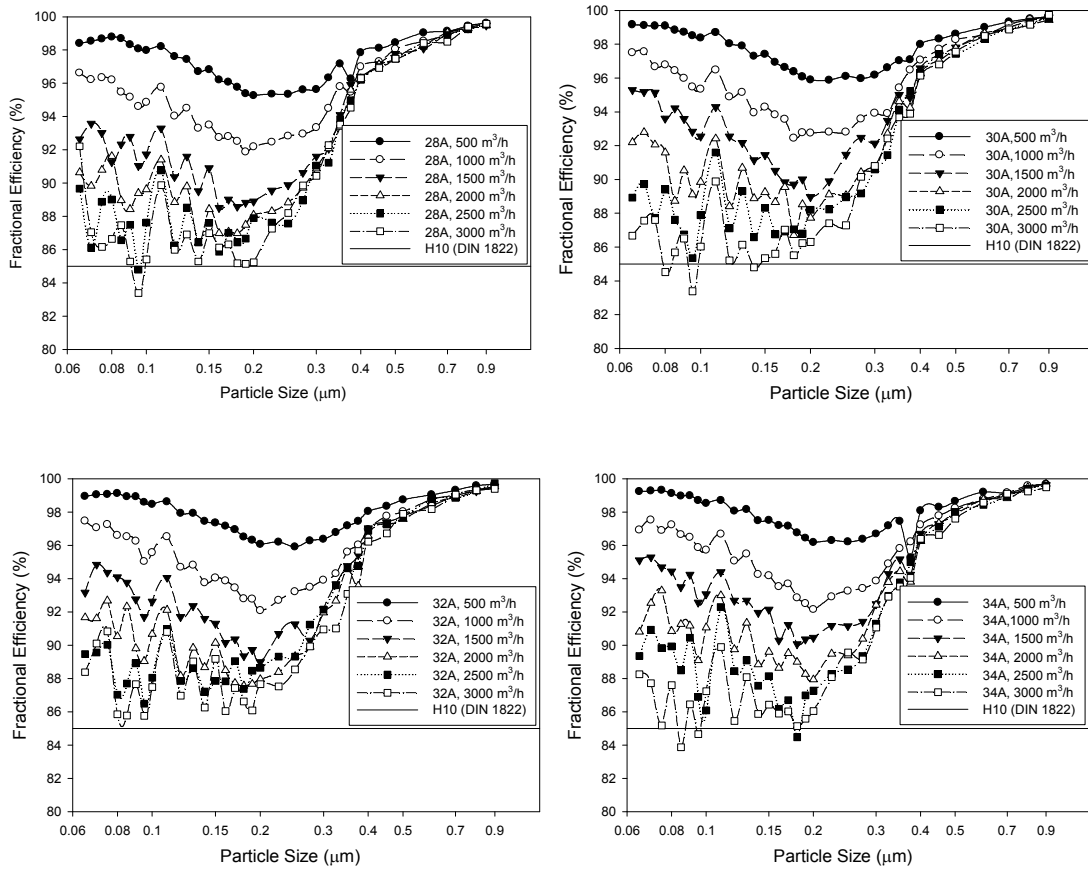 100
98
96
94
92
90
88
86
84
82
80
Fractional Efficiency (%)
28A, 500 m³/h
28A, 1000 m³/h
28A, 1500 m³/h
28A, 2000 m³/h
28A, 2500 m³/h
28A, 3000 m³/h
H10 (DIN 1822)
0.06 0.08 0.1 0.15 0.2 0.3 0.4 0.5 0.7 0.9
Particle Size (μm)
100
98
96
94
92
90
88
86
84
82
80
Fractional Efficiency (%)
30A,500 m³/h
30A,1000 m³/h
30A,1500 m³/h
30A, 2000 m³/h
30A, 2500 m³/h
30A, 3000 m³/h
H10 (DIN 1822)
0.06 0.08 0.1 0.15 0.2 0.3 0.4 0.5 0.7 0.9
Particle Size (μm)
100
98
96
94
92
90
88
86
84
82
80
Fractional Efficiency (%)
32A, 500 m³/h
32A, 1000 m³/h
32A, 1500 m³/h
32A, 2000 m³/h
32A, 2500 m³/h
32A, 3000 m³/h
H10 (DIN 1822)
0.06 0.08 0.1 0.15 0.2 0.3 0.4 0.5 0.7 0.9
Particle Size (μm)
100
98
96
94
92
90
88
86
84
82
80
Fractional Efficiency (%)
34A, 500 m³/h
34A,1000 m³/h
34A, 1500 m³/h
34A, 2000 m³/h
34A, 2500 m³/h
34A, 3000 m³/h
H10 (DIN 1822)
0.06 0.08 0.1 0.15 0.2 0.3 0.4 0.5 0.7 0.9
Particle Size (μm)